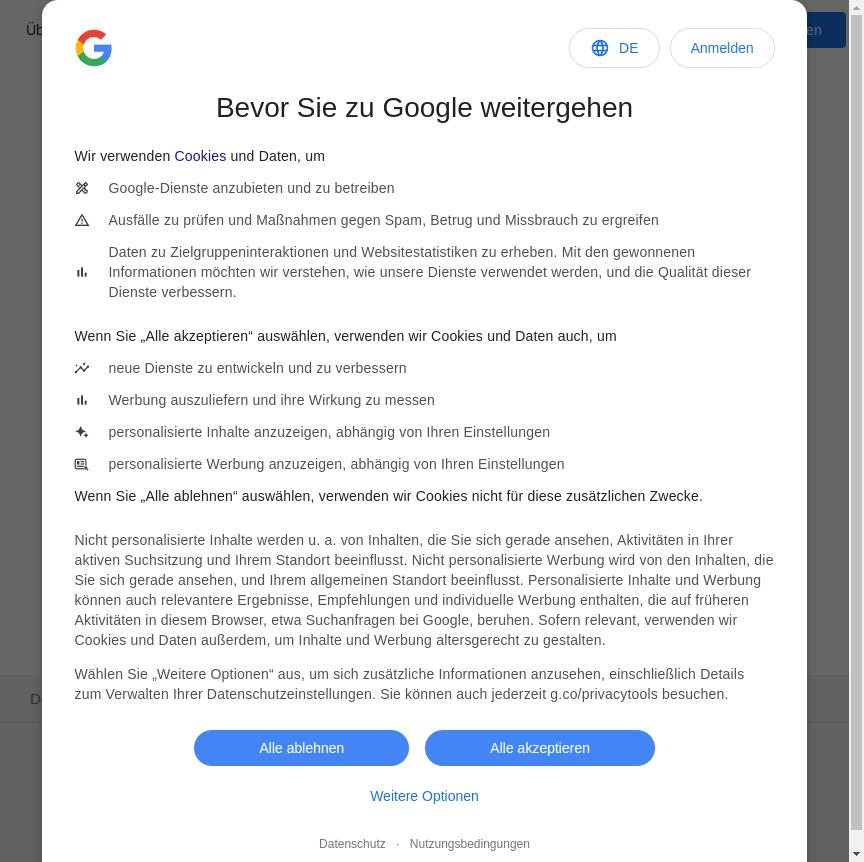 DE
Anmelden
Bevor Sie zu Google weitergehen
Wir verwenden Cookies und Daten, um
Google-Dienste anzubieten und zu betreiben
Ausfälle zu prüfen und Maßnahmen gegen Spam, Betrug und Missbrauch zu ergreifen
Daten zu Zielgruppeninteraktionen und Websitestatistiken zu erheben. Mit den gewonnenen
Informationen möchten wir verstehen, wie unsere Dienste verwendet werden, und die Qualität dieser
Dienste verbessern.
Wenn Sie „Alle akzeptieren“ auswählen, verwenden wir Cookies und Daten auch, um
neue Dienste zu entwickeln und zu verbessern
Werbung auszuliefern und ihre Wirkung zu messen
personalisierte Inhalte anzuzeigen, abhängig von Ihren Einstellungen
personalisierte Werbung anzuzeigen, abhängig von Ihren Einstellungen
Wenn Sie „Alle ablehnen“ auswählen, verwenden wir Cookies nicht für diese zusätzlichen Zwecke.
Nicht personalisierte Inhalte werden u. a. von Inhalten, die Sie sich gerade ansehen, Aktivitäten in Ihrer
aktiven Suchsitzung und Ihrem Standort beeinflusst. Nicht personalisierte Werbung wird von den Inhalten, die
Sie sich gerade ansehen, und Ihrem allgemeinen Standort beeinflusst. Personalisierte Inhalte und Werbung
können auch relevantere Ergebnisse, Empfehlungen und individuelle Werbung enthalten, die auf früheren
Aktivitäten in diesem Browser, etwa Suchanfragen bei Google, beruhen. Sofern relevant, verwenden wir
Cookies und Daten außerdem, um Inhalte und Werbung altersgerecht zu gestalten.
Wählen Sie „Weitere Optionen“ aus, um sich zusätzliche Informationen anzusehen, einschließlich Details
zum Verwalten Ihrer Datenschutzeinstellungen. Sie können auch jederzeit g.co/privacytools besuchen.
Alle ablehnen
Alle akzeptieren
Weitere Optionen
Datenschutz · Nutzungsbedingungen